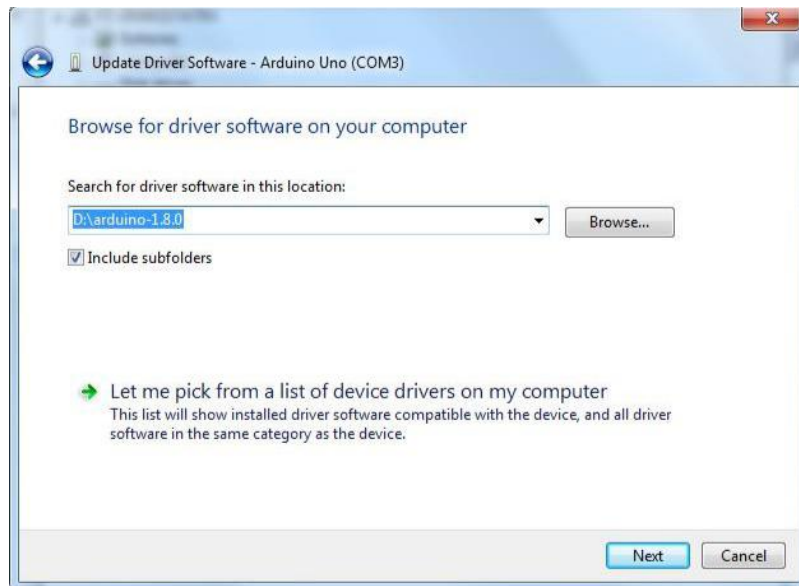 Update Driver Software - Arduino Uno (COM3)
Browse for driver software on your computer
Search for driver software in this location:
D:\arduino-1.8.0
Browse...
Include subfolders
Let me pick from a list of device drivers on my computer
This list will show installed driver software compatible with the device, and all driver
software in the same category as the device.
Next
Cancel